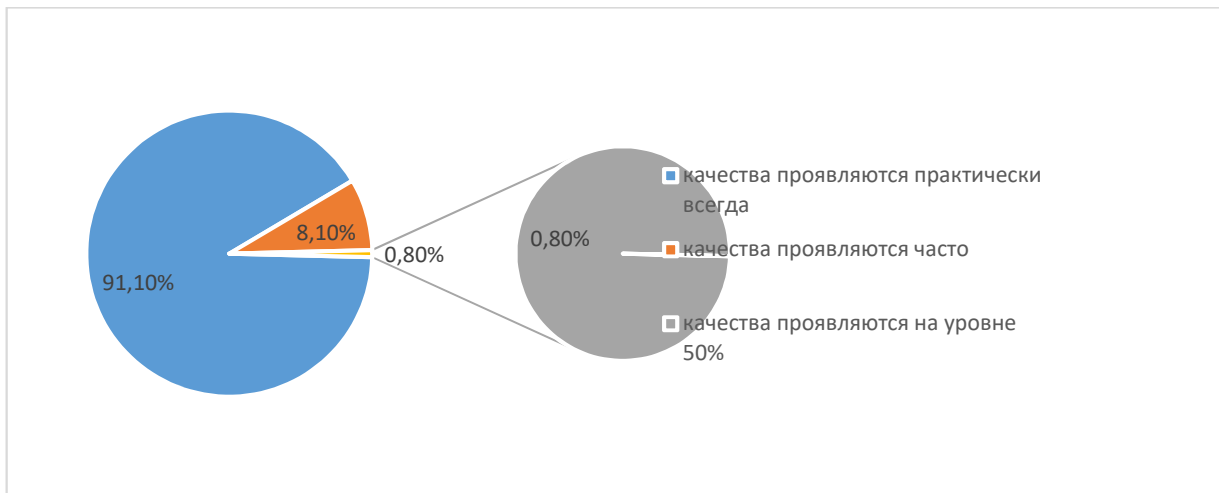 91,10%
8,10%
0,80%
0,80%
качества проявляются практически
всегда
качества проявляются часто
качества проявляются на уровне
50%